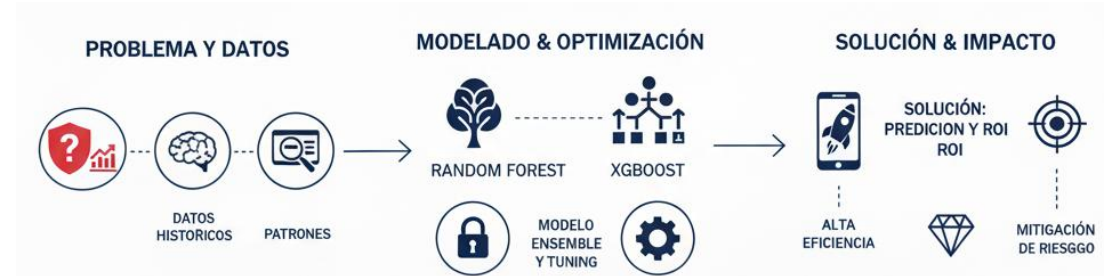 PROBLEMA Y DATOS
DATOS
HISTORICOS
PATRONES
MODELADO & OPTIMIZACIÓN
RANDOM FOREST
XGBOOST
MODELO
ENSEMBLE
Y TUNING
SOLUCIÓN & IMPACTO
SOLUCIÓN:
PREDICION Y ROI
ROI
ALTA
EFICIENCIA
MITIGACIÓN
DE RIESGGO